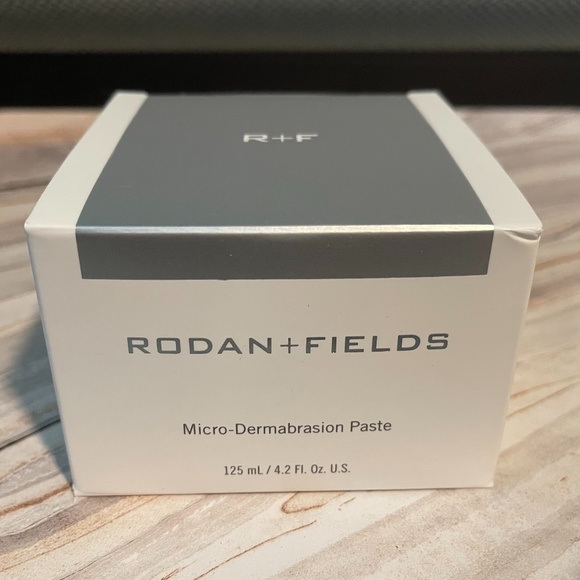 R+F
RODAN+FIELDS
Micro-Dermabrasion Paste
125 mL / 4.2 Fl. Oz. U.S.